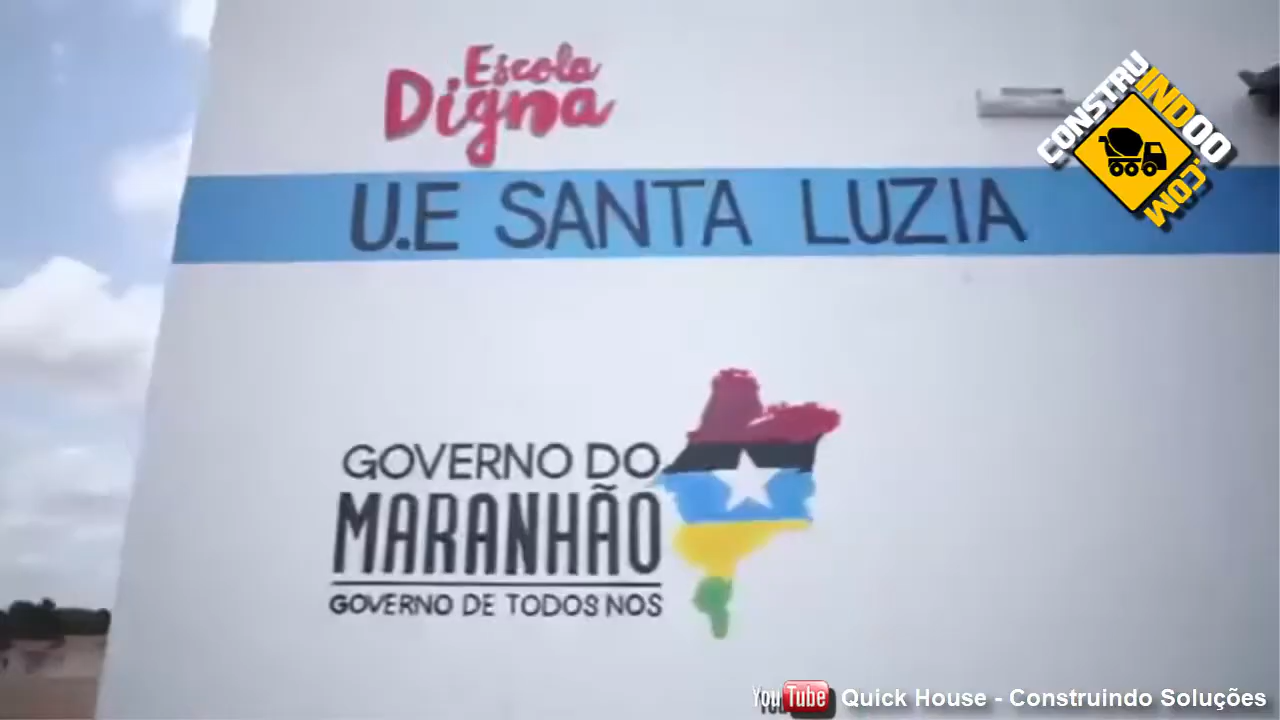 Escola
Digna
CONSTRUINDOO
.COM
U.E SANTA LUZIA
GOVERNO DO
MARANHÃO
GOVERNO DE TODOS NOS
YouTube Quick House - Construindo Soluções